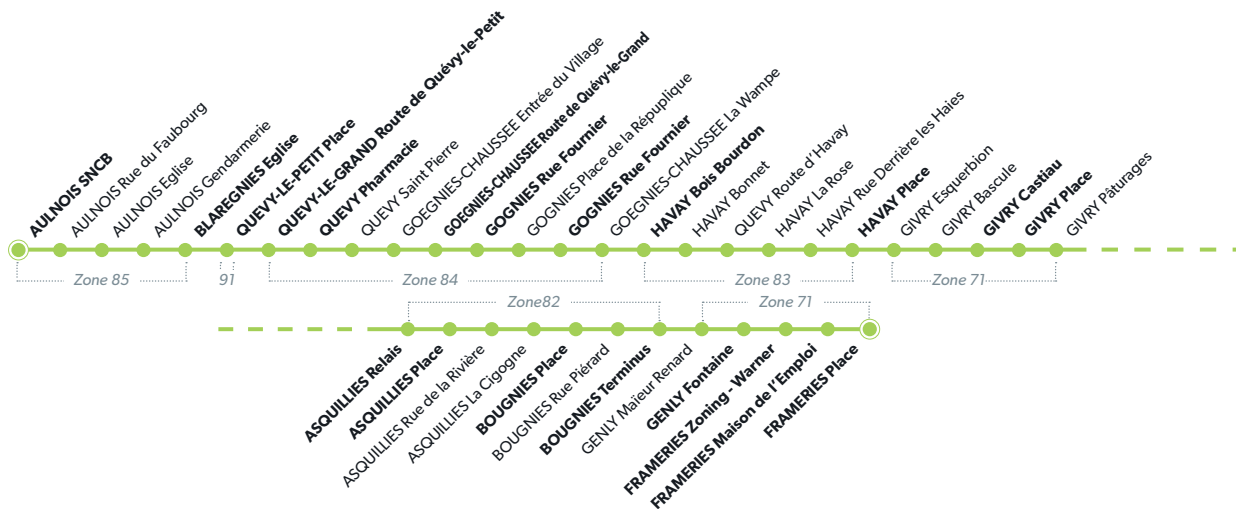 AULNOIS SNCB
AULNOIS Rue du Faubourg
AULNOIS Eglise
AULNOIS Gendarmerie
BLAREGNIES Eglise
QUEVY-LE-PETIT Place
QUEVY-LE-GRAND Route de Quévy-le-Petit
QUEVY Pharmacie
QUEVY Saint Pierre
GOEGNIES-CHAUSSEE Entrée du Village
GOEGNIES-CHAUSSEE Route de Quévy-le-Grand
GOGNIES Rue Fournier
GOGNIES Place de la Répuplique
GOGNIES Rue Fournier
GOEGNIES-CHAUSSEE La Wampe
HAVAY Bois Bourdon
HAVAY Bonnet
QUEVY Route d'Havay
HAVAY La Rose
HAVAY Rue Derrière les Haies
HAVAY Place
GIVRY Esquerbion
GIVRY Bascule
GIVRY Castiau
GIVRY Place
GIVRY Pâturages
Zone 85
91
Zone 84
Zone 83
Zone 71
Zone82
Zone 71
ASQUILLIES Relais
ASQUILLIES Place
ASQUILLIES Rue de la Rivière
ASQUILLIES La Cigogne
BOUGNIES Place
BOUGNIES Rue Piérard
BOUGNIES Terminus
GENLY Maïeur Renard
GENLY Fontaine
FRAMERIES Zoning - Warner
FRAMERIES Maison de l'Emploi
FRAMERIES Place